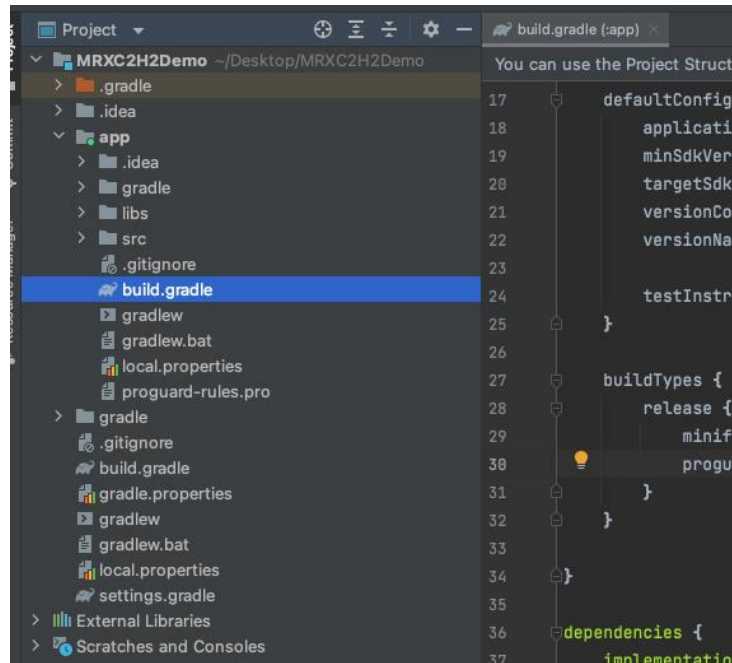 Project
build.gradle (:app)
MRXC2H2Demo ~/Desktop/MRXC2H2Demo
You can use the Project Struct
.gradle
.idea
app
.idea
gradle
libs
src
.gitignore
build.gradle
gradlew
gradlew.bat
local.properties
proguard-rules.pro
gradle
.gitignore
build.gradle
gradle.properties
gradlew
gradlew.bat
local.properties
settings.gradle
External Libraries
Scratches and Consoles
17 defaultConfig
18 applicati
19 minSdkVer
20 targetSdk
21 versionCo
22 versionNa
23
24 testInstr
25 }
26
27 buildTypes {
28 release {
29 minif
30 progu
31 }
32 }
33
34 }
35
36 dependencies {
37 implementatio